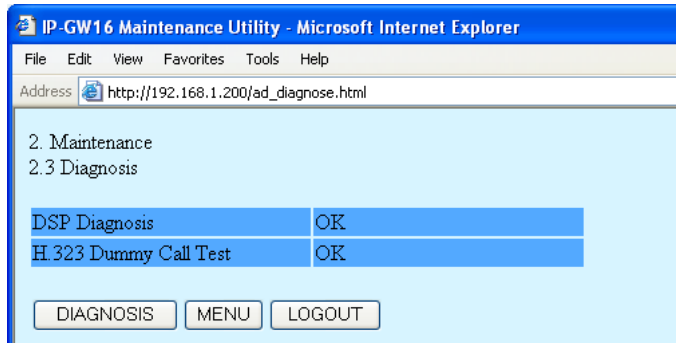 IP-GW16 Maintenance Utility - Microsoft Internet Explorer
File Edit View Favorites Tools Help
Address http://192.168.1.200/ad_diagnose.html
2. Maintenance
2.3 Diagnosis
DSP Diagnosis OK
H.323 Dummy Call Test OK
DIAGNOSIS MENU LOGOUT